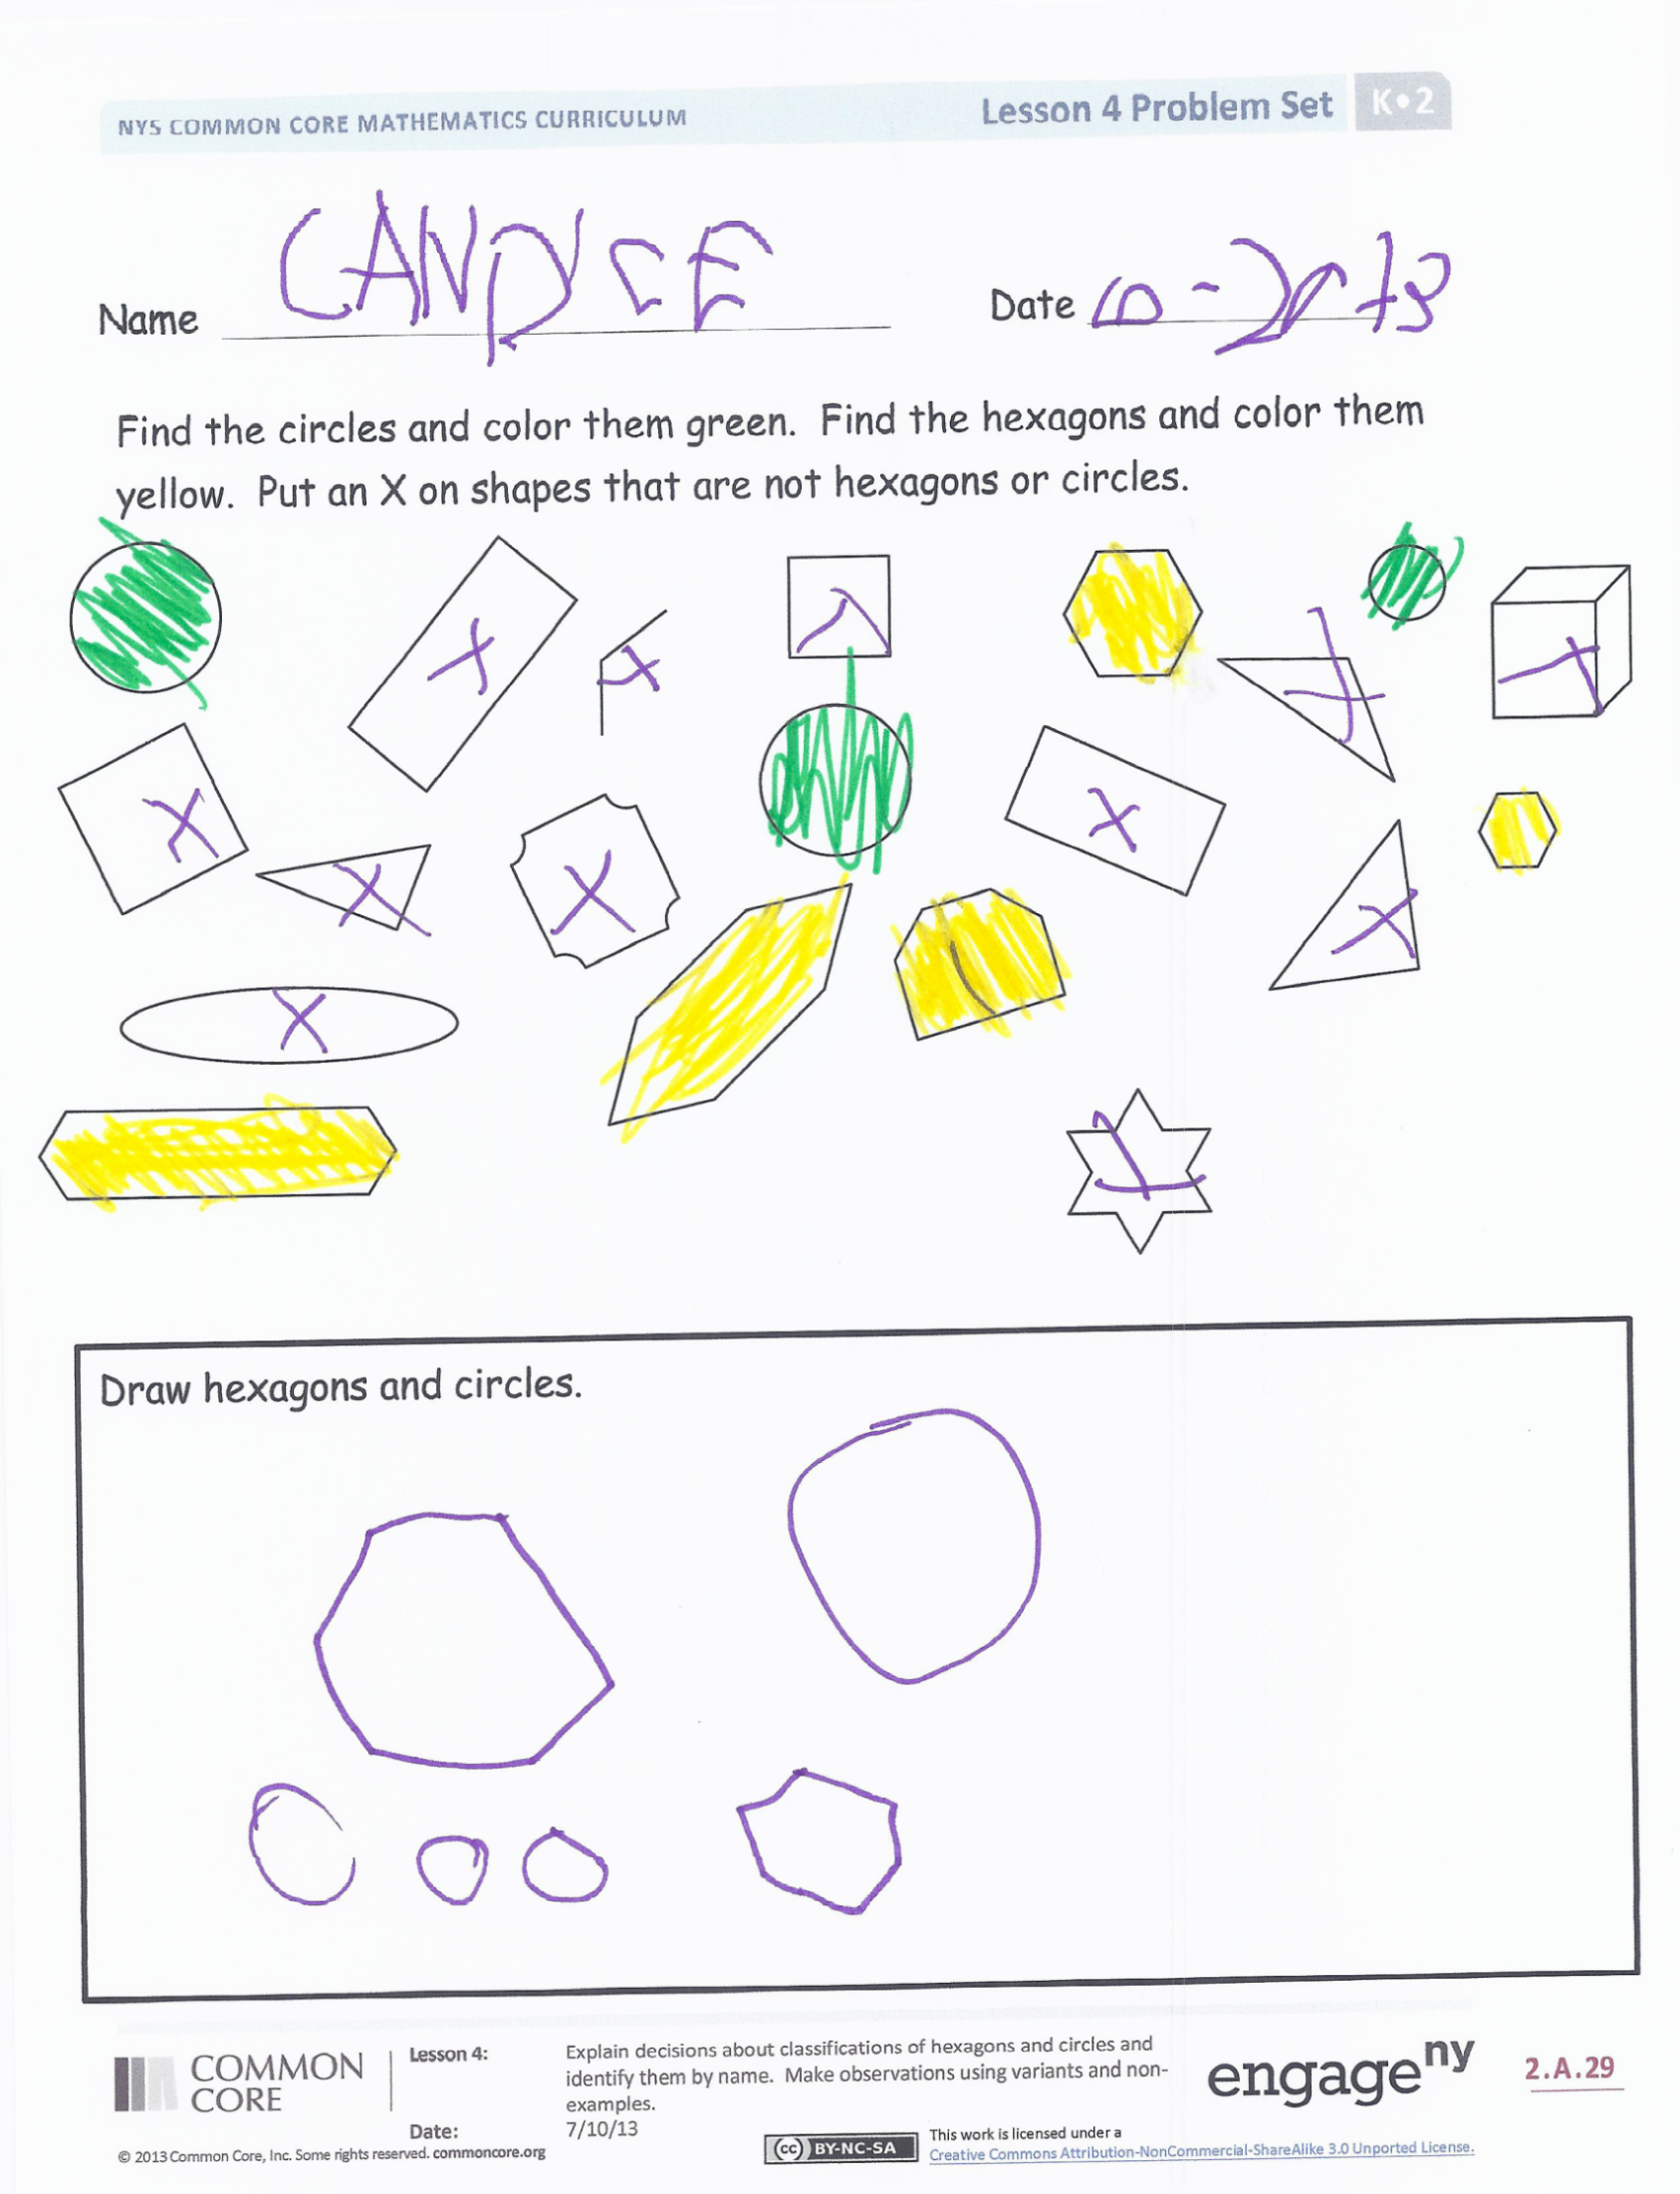 NYS COMMON CORE MATHEMATICS CURRICULUM
Lesson 4 Problem Set K•2
Name CANDICE
Date
Find the circles and color them green. Find the hexagons and color them
yellow. Put an X on shapes that are not hexagons or circles.
Draw hexagons and circles.
COMMON
CORE
Lesson 4:
Explain decisions about classifications of hexagons and circles and
identify them by name. Make observations using variants and non-
examples.
Date:
7/10/13
engageny
2.A.29
© 2013 Common Core, Inc. Some rights reserved. commoncore.org
cc BY-NC-SA
This work is licensed under a
Creative Commons Attribution-NonCommercial-ShareAlike 3.0 Unported License.